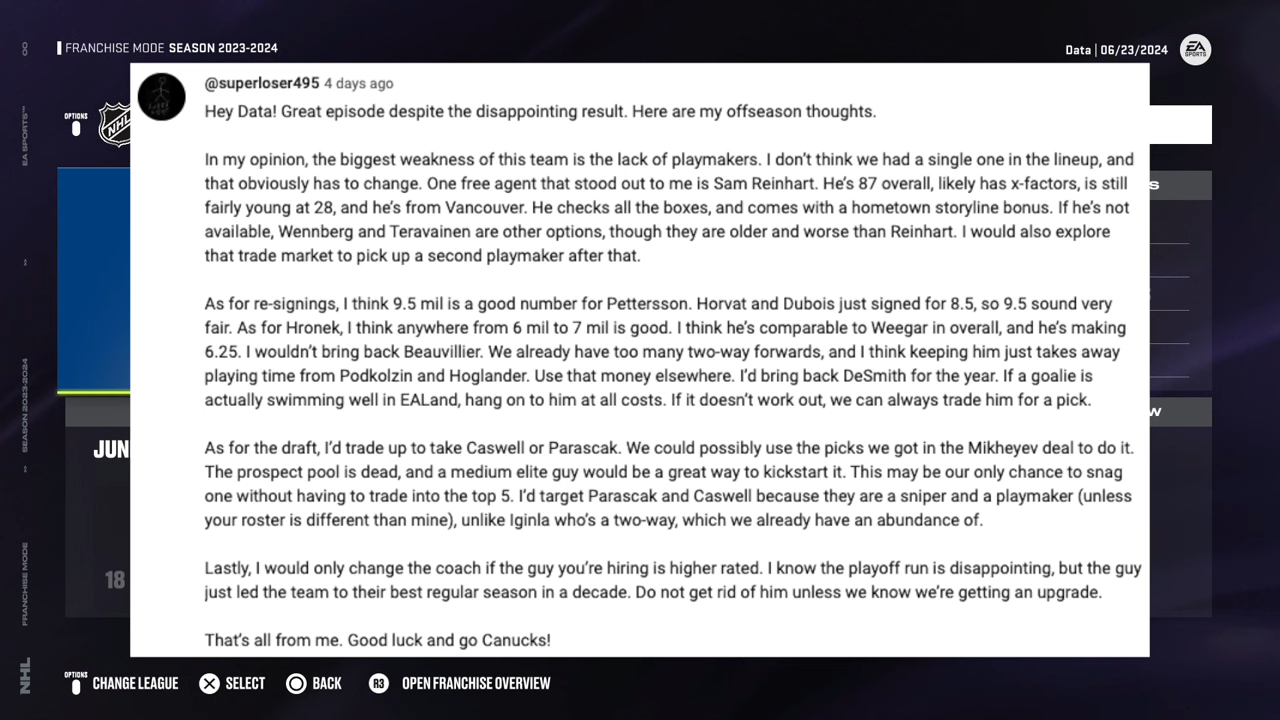 FRANCHISE MODE SEASON 2023-2024
Data | 06/23/2024
EA SPORTS
OPTIONS
NHL
@superloser495 4 days ago
Hey Data! Great episode despite the disappointing result. Here are my offseason thoughts.
In my opinion, the biggest weakness of this team is the lack of playmakers. I don't think we had a single one in the lineup, and
that obviously has to change. One free agent that stood out to me is Sam Reinhart. He's 87 overall, likely has x-factors, is still
fairly young at 28, and he's from Vancouver. He checks all the boxes, and comes with a hometown storyline bonus. If he's not
available, Wennberg and Teravainen are other options, though they are older and worse than Reinhart. I would also explore
that trade market to pick up a second playmaker after that.
As for re-signings, I think 9.5 mil is a good number for Pettersson. Horvat and Dubois just signed for 8.5, so 9.5 sound very
fair. As for Hronek, I think anywhere from 6 mil to 7 mil is good. I think he's comparable to Weegar in overall, and he's making
6.25. I wouldn't bring back Beauvillier. We already have too many two-way forwards, and I think keeping him just takes away
playing time from Podkolzin and Hoglander. Use that money elsewhere. I'd bring back DeSmith for the year. If a goalie is
actually swimming well in EALand, hang on to him at all costs. If it doesn't work out, we can always trade him for a pick.
As for the draft, I'd trade up to take Caswell or Parascak. We could possibly use the picks we got in the Mikheyev deal to do it.
The prospect pool is dead, and a medium elite guy would be a great way to kickstart it. This may be our only chance to snag
one without having to trade into the top 5. I'd target Parascak and Caswell because they are a sniper and a playmaker (unless
your roster is different than mine), unlike Iginla who's a two-way, which we already have an abundance of.
Lastly, I would only change the coach if the guy you're hiring is higher rated. I know the playoff run is disappointing, but the guy
just led the team to their best regular season in a decade. Do not get rid of him unless we know we're getting an upgrade.
That's all from me. Good luck and go Canucks!
JUN
18
EA SPORTS™
SEASON 2023-2024
FRANCHISE MODE
NHL
OPTIONS CHANGE LEAGUE SELECT BACK R3 OPEN FRANCHISE OVERVIEW